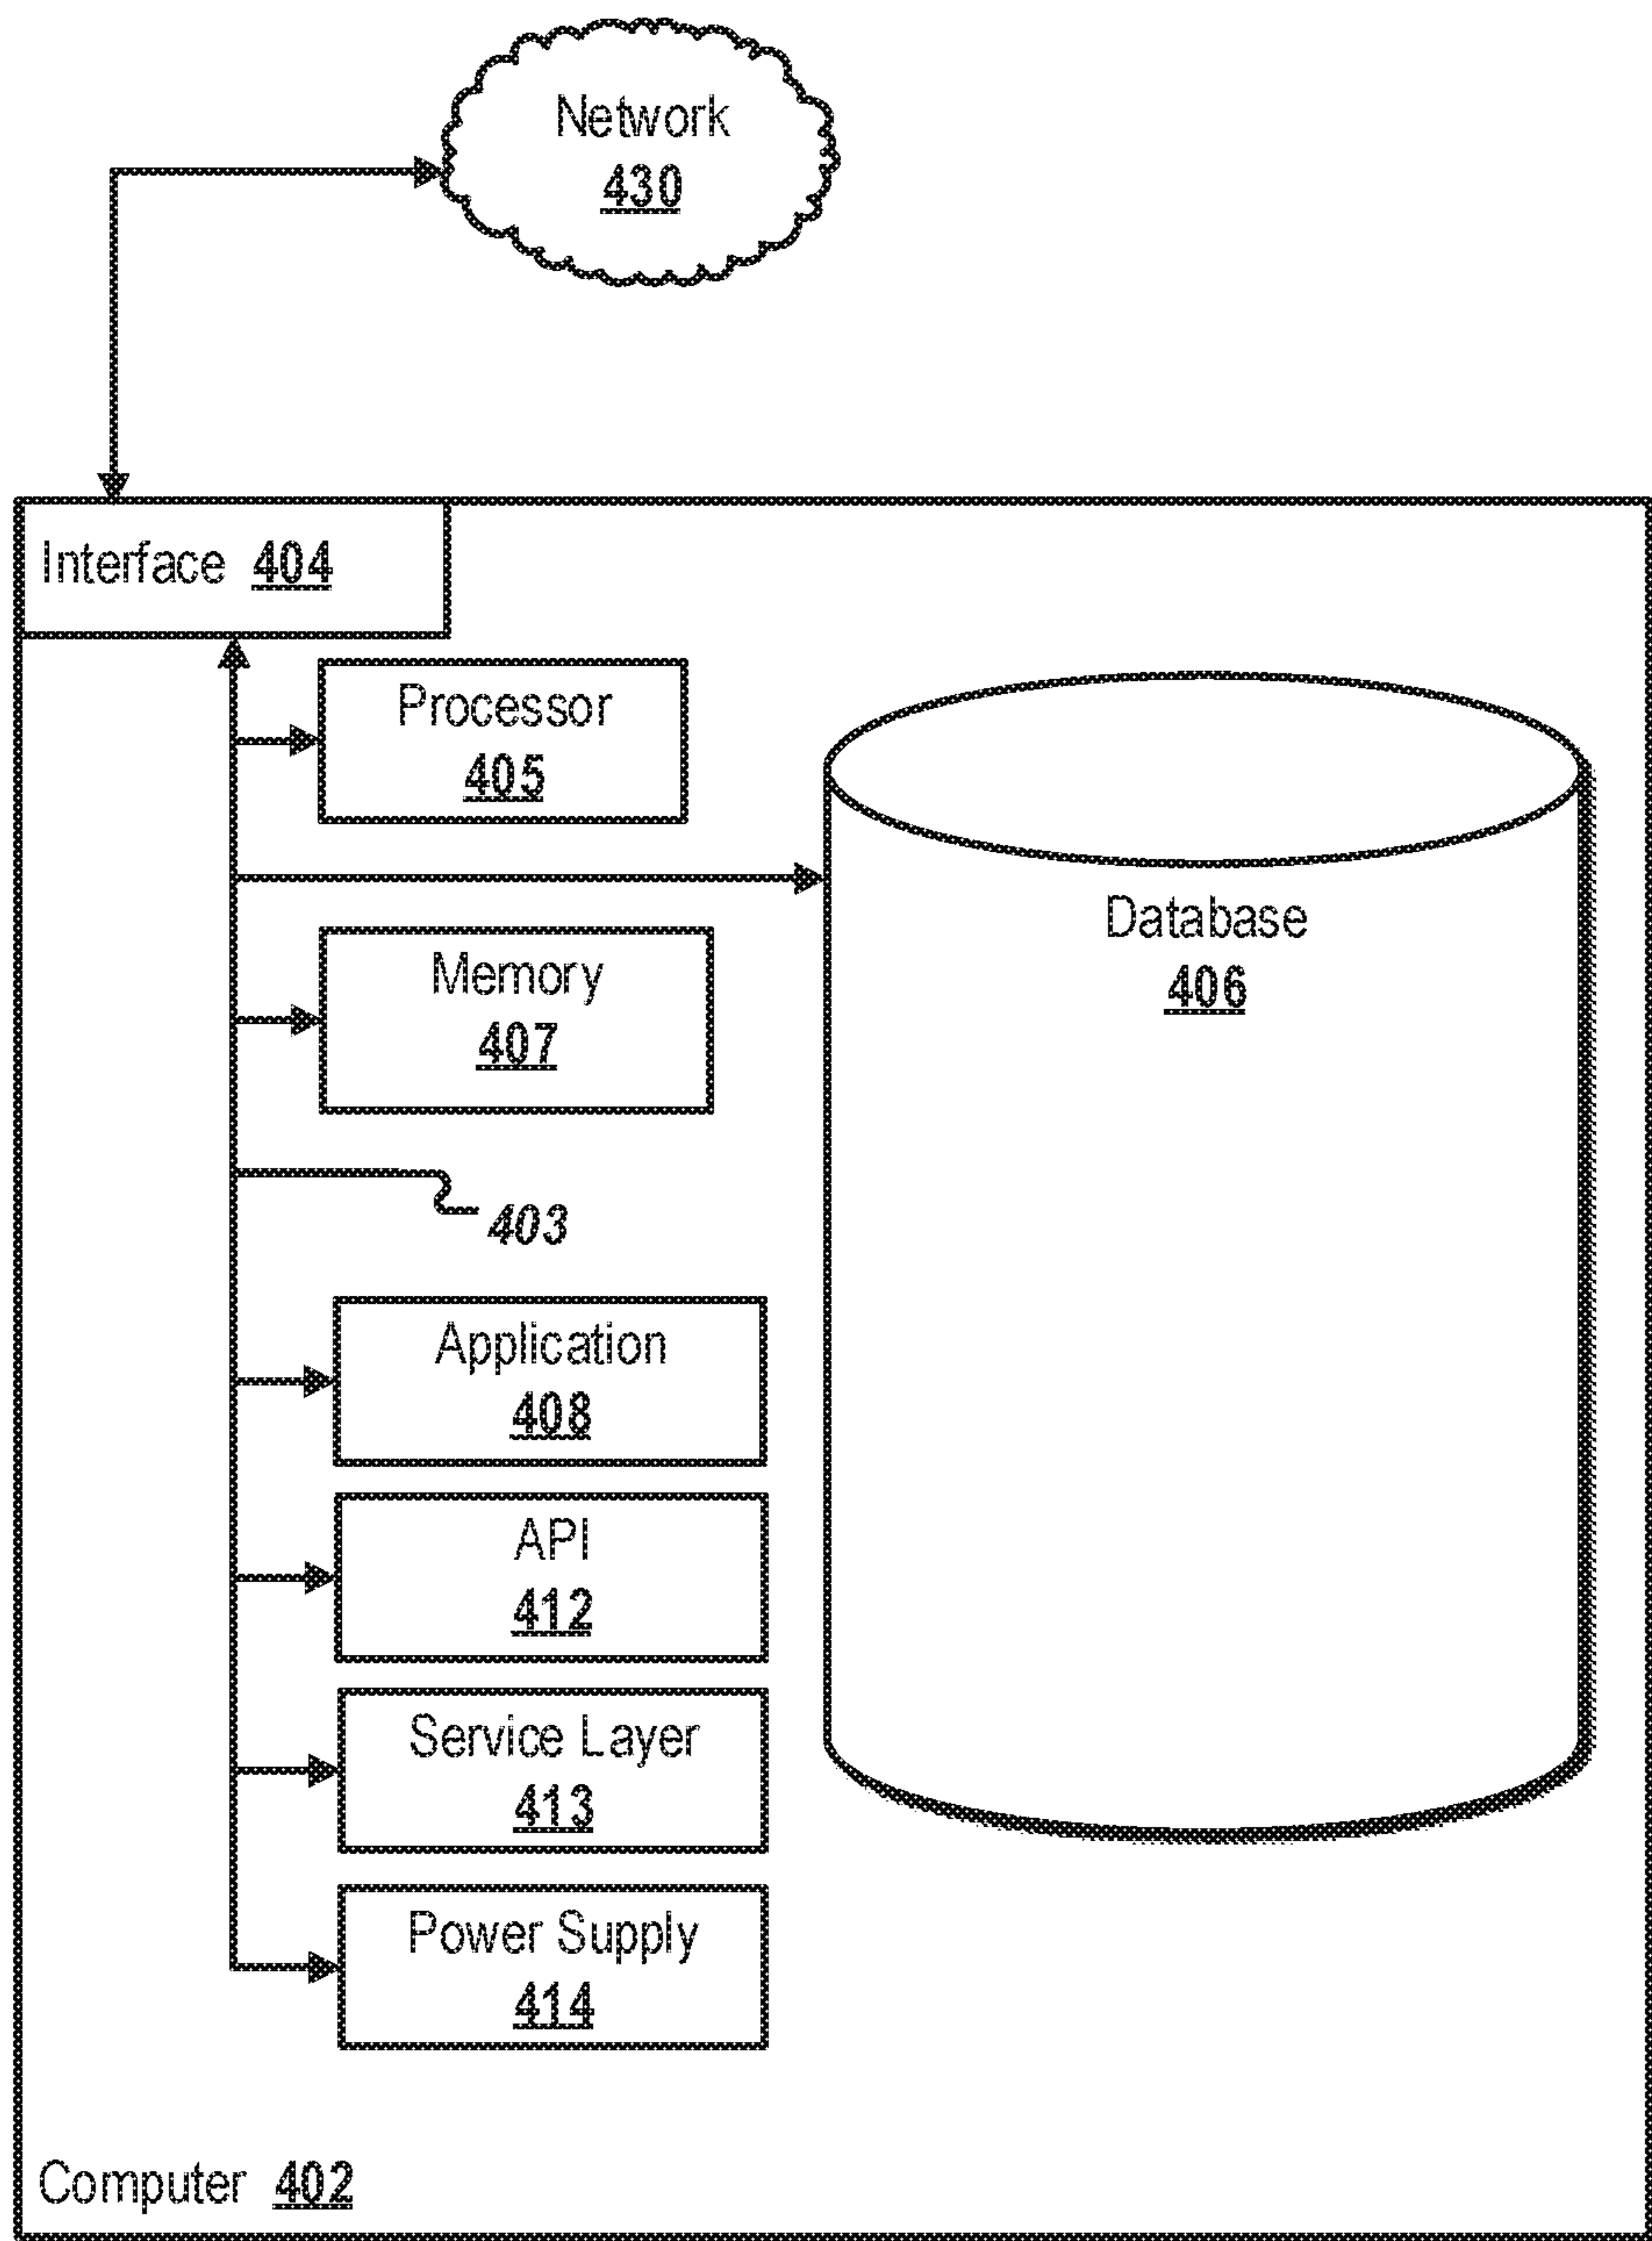 Network
430
Interface 404
Processor
405
Database
406
Memory
407
403
Application
408
API
412
Service Layer
413
Power Supply
414
Computer 402